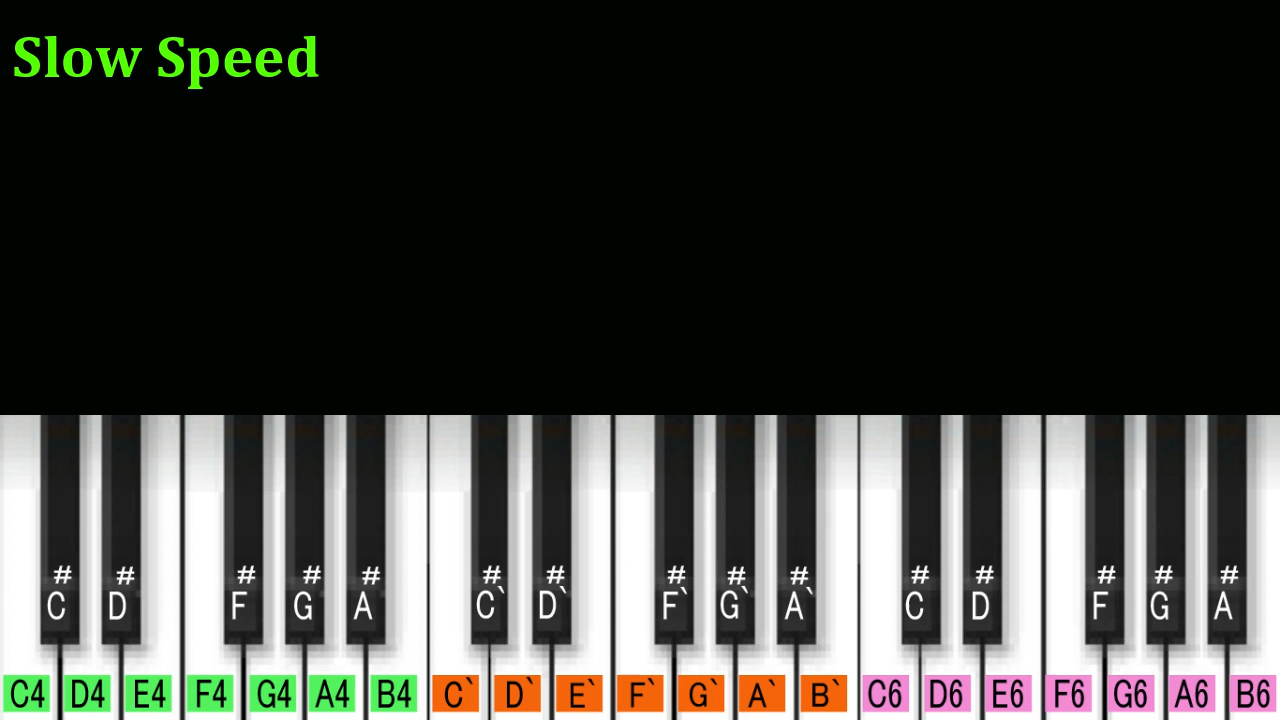 Slow Speed
# # # # # # # # # # # # # # #
C D F G A C` D` F` G` A` C D F G A
C4 D4 E4 F4 G4 A4 B4 C` D` E` F` G` A` B` C6 D6 E6 F6 G6 A6 B6